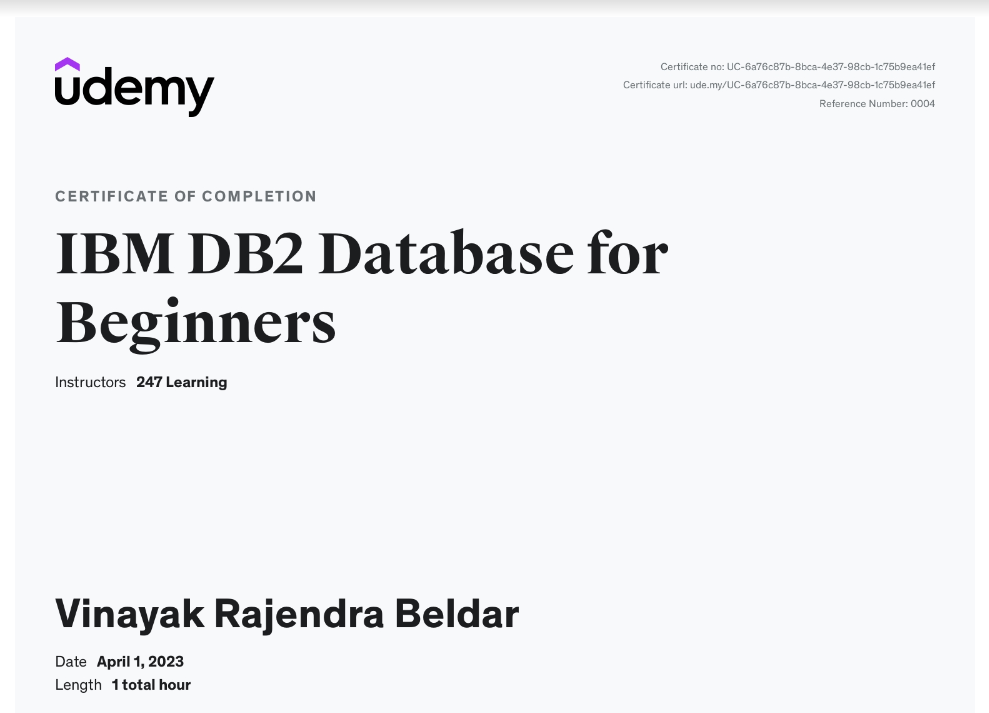 udemy
Certificate no: UC-6a76c87b-8bca-4e37-98cb-1c75b9ea41ef
Certificate url: ude.my/UC-6a76c87b-8bca-4e37-98cb-1c75b9ea41ef
Reference Number: 0004
CERTIFICATE OF COMPLETION
IBM DB2 Database for
Beginners
Instructors 247 Learning
Vinayak Rajendra Beldar
Date April 1, 2023
Length 1 total hour